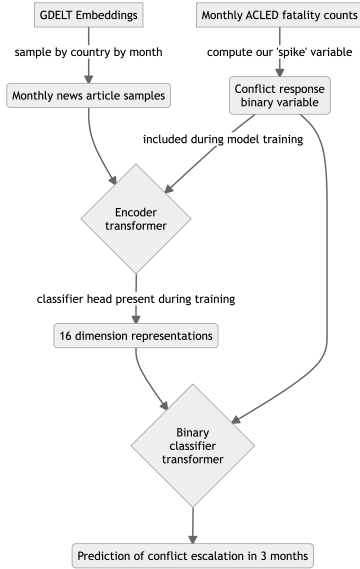 GDELT Embeddings
Monthly ACLED fatality counts
sample by country by month
compute our 'spike' variable
Monthly news article samples
Conflict response
binary variable
included during model training
Encoder
transformer
classifier head present during training
16 dimension representations
Binary
classifier
transformer
Prediction of conflict escalation in 3 months